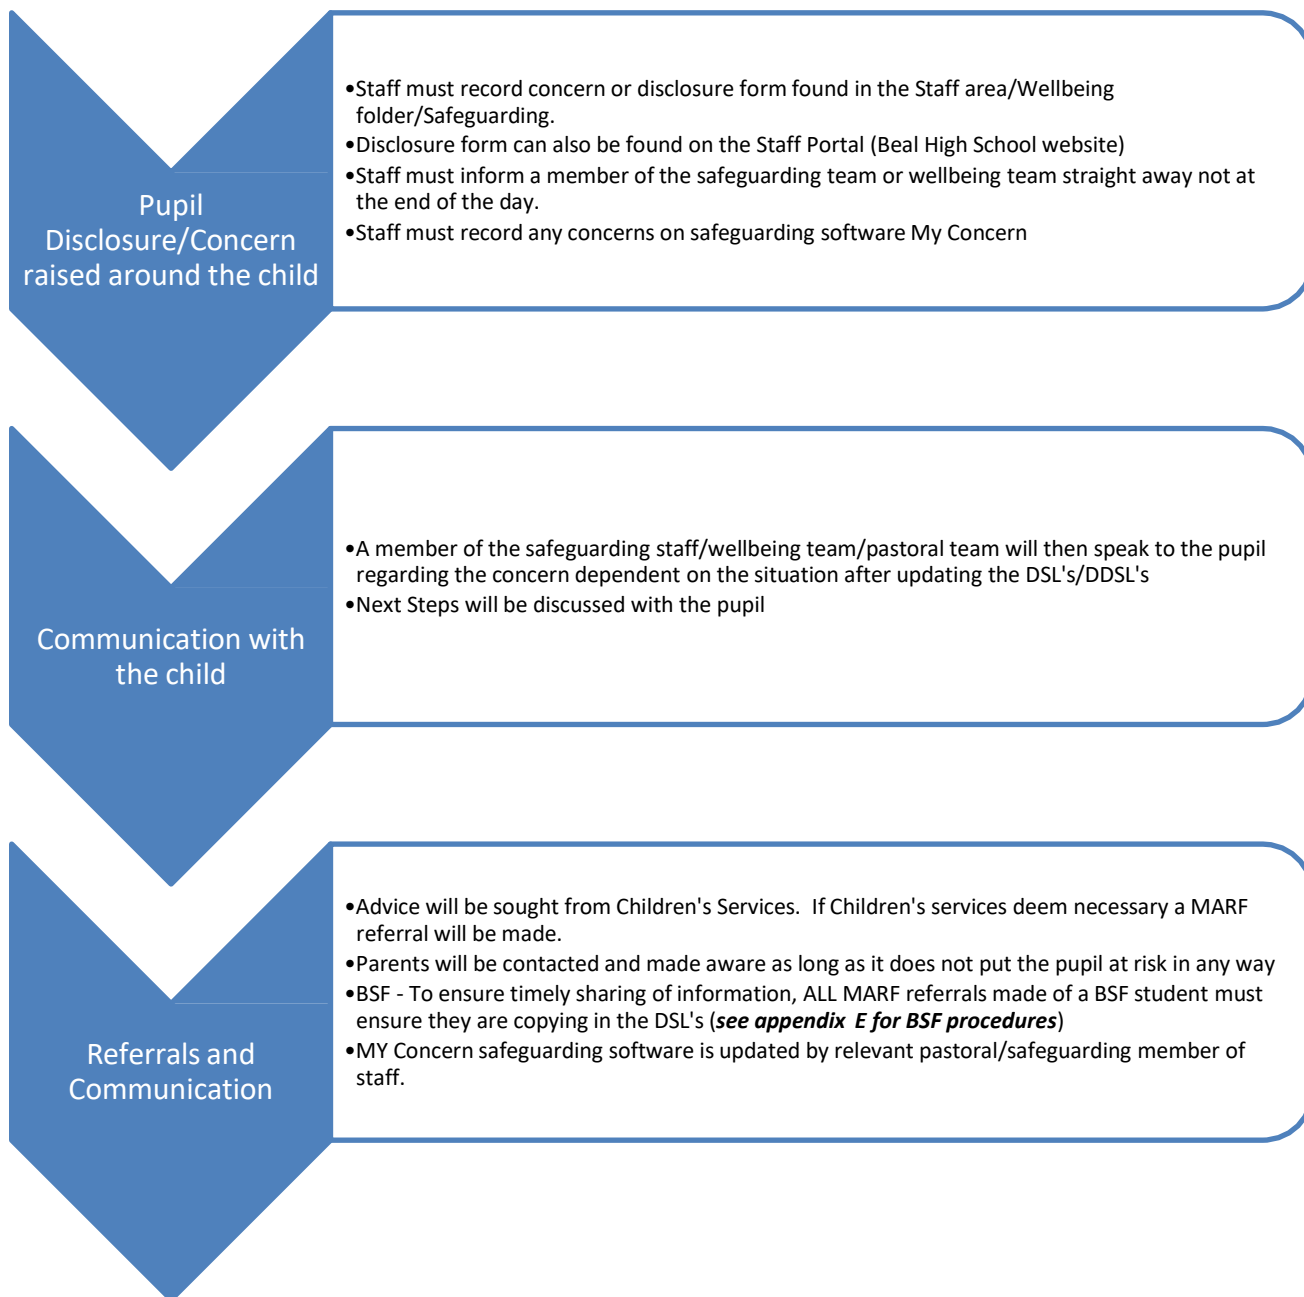 •Staff must record concern or disclosure form found in the Staff area/Wellbeing
folder/Safeguarding.
•Disclosure form can also be found on the Staff Portal (Beal High School website)
•Staff must inform a member of the safeguarding team or wellbeing team straight away not at
the end of the day.
•Staff must record any concerns on safeguarding software My Concern
Pupil
Disclosure/Concern
raised around the child
•A member of the safeguarding staff/wellbeing team/pastoral team will then speak to the pupil
regarding the concern dependent on the situation after updating the DSL's/DDSL's
•Next Steps will be discussed with the pupil
Communication with
the child
•Advice will be sought from Children's Services.  If Children's services deem necessary a MARF
referral will be made.
•Parents will be contacted and made aware as long as it does not put the pupil at risk in any way
•BSF - To ensure timely sharing of information, ALL MARF referrals made of a BSF student must
ensure they are copying in the DSL's (see appendix E for BSF procedures)
•MY Concern safeguarding software is updated by relevant pastoral/safeguarding member of
staff.
Referrals and
Communication